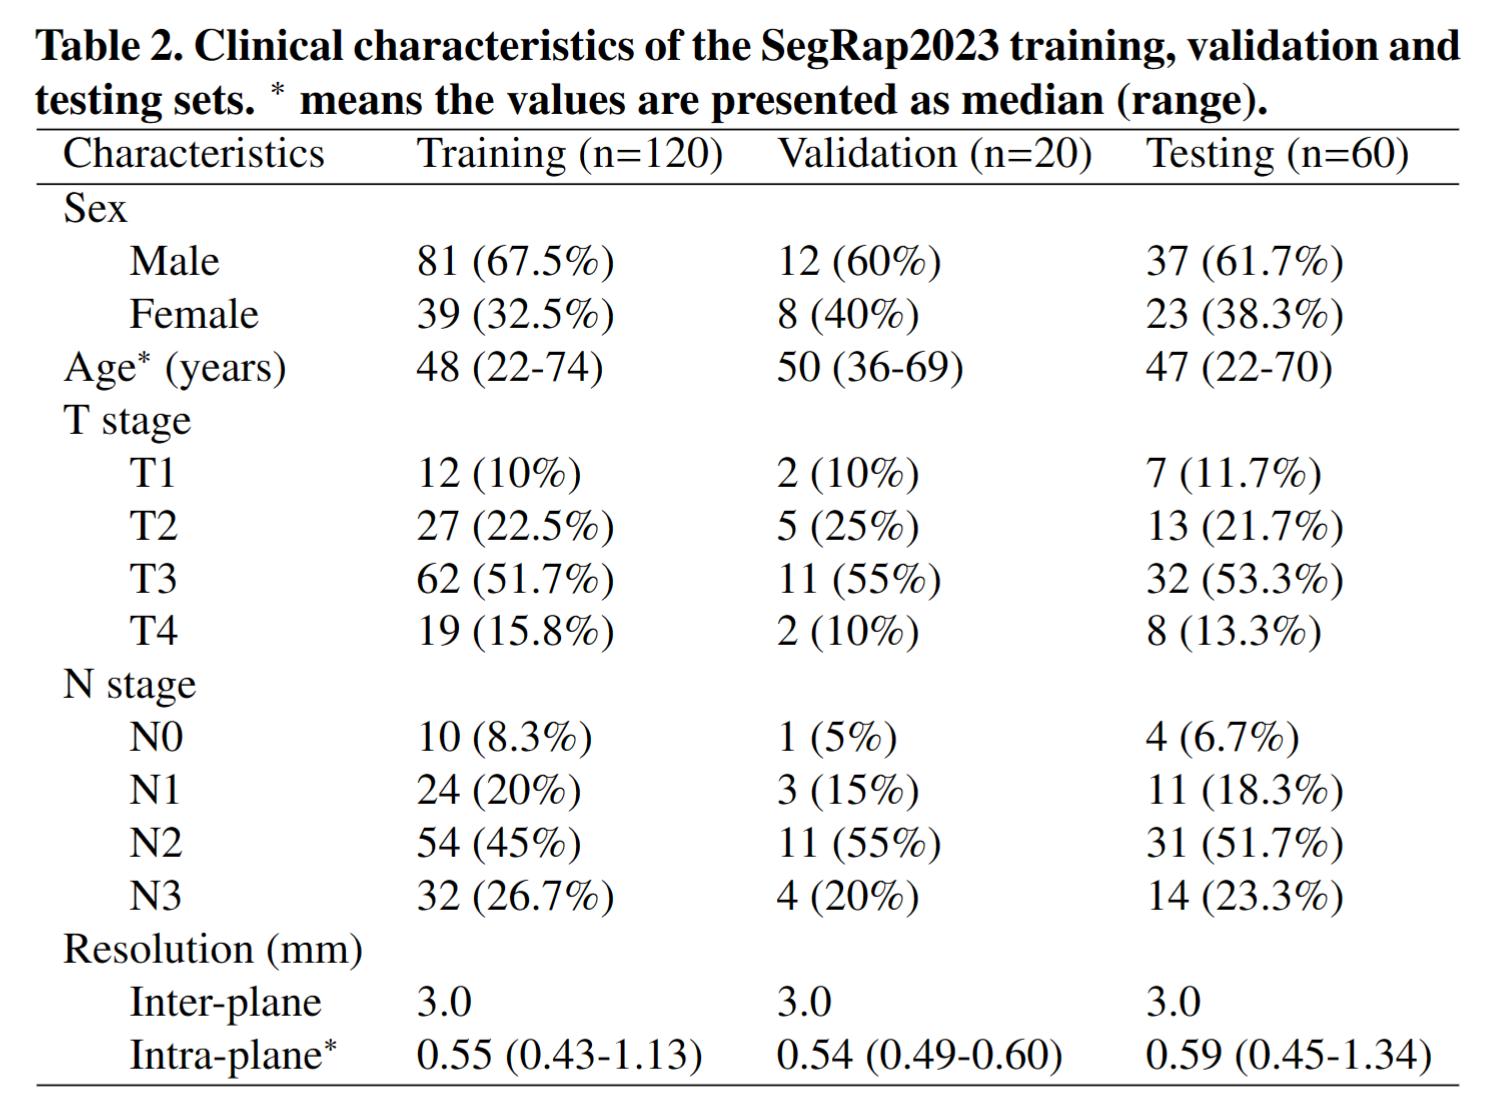 Table 2. Clinical characteristics of the SegRap2023 training, validation and
testing sets. * means the values are presented as median (range).
Characteristics Training (n=120) Validation (n=20) Testing (n=60)
Sex
Male 81 (67.5%) 12 (60%) 37 (61.7%)
Female 39 (32.5%) 8 (40%) 23 (38.3%)
Age* (years) 48 (22-74) 50 (36-69) 47 (22-70)
T stage
T1 12 (10%) 2 (10%) 7 (11.7%)
T2 27 (22.5%) 5 (25%) 13 (21.7%)
T3 62 (51.7%) 11 (55%) 32 (53.3%)
T4 19 (15.8%) 2 (10%) 8 (13.3%)
N stage
N0 10 (8.3%) 1 (5%) 4 (6.7%)
N1 24 (20%) 3 (15%) 11 (18.3%)
N2 54 (45%) 11 (55%) 31 (51.7%)
N3 32 (26.7%) 4 (20%) 14 (23.3%)
Resolution (mm)
Inter-plane 3.0 3.0 3.0
Intra-plane* 0.55 (0.43-1.13) 0.54 (0.49-0.60) 0.59 (0.45-1.34)